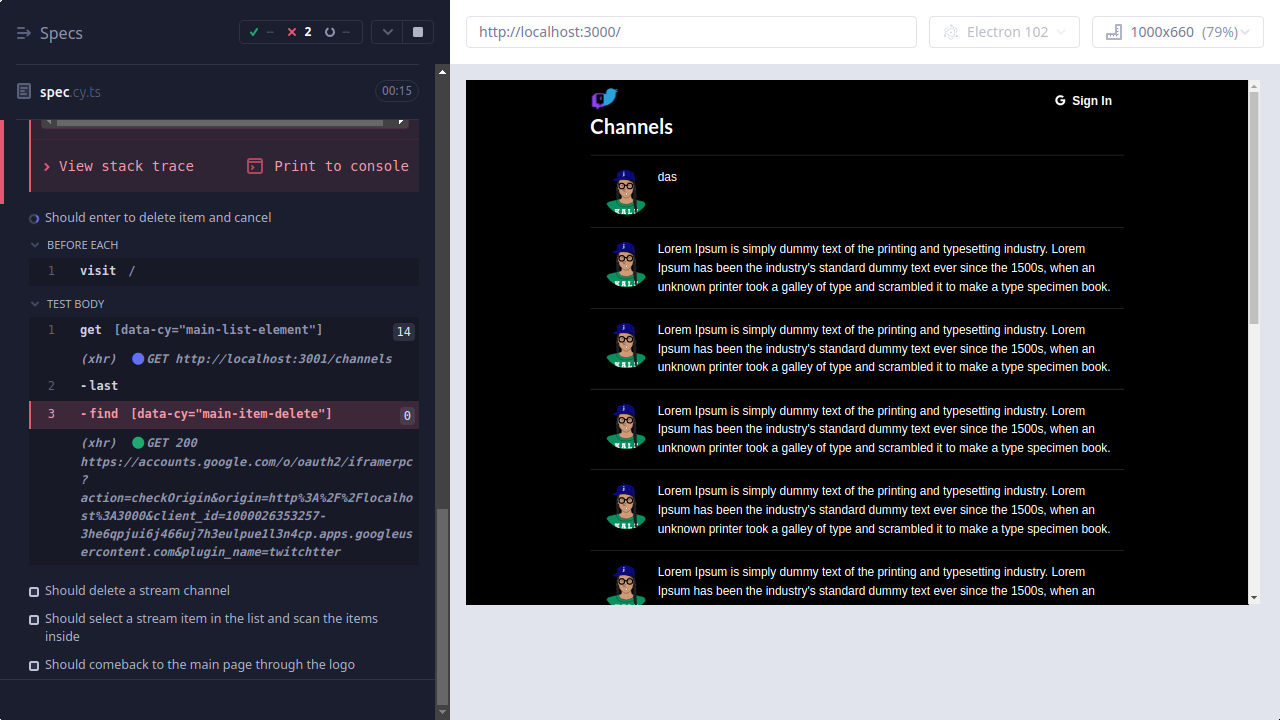 Specs
-- 2 --
spec.cy.ts 00:15
View stack trace Print to console
Should enter to delete item and cancel
BEFORE EACH
1 visit /
TEST BODY
1 get [data-cy="main-list-element"] 14
(xhr) GET http://localhost:3001/channels
2 -last
3 -find [data-cy="main-item-delete"] 0
(xhr) GET 200
https://accounts.google.com/o/oauth2/iframerpc
?
action=checkOrigin&origin=http%3A%2F%2Flocalho
st%3A3000&client_id=1000026353257-
3he6qpjui6j466uj7h3eulpue1l3n4cp.apps.googleus
ercontent.com&plugin_name=twitchtter
Should delete a stream channel
Should select a stream item in the list and scan the items
inside
Should comeback to the main page through the logo
http://localhost:3000/
Electron 102
1000x660 (79%)
G Sign In
Channels
das
Lorem Ipsum is simply dummy text of the printing and typesetting industry. Lorem
Ipsum has been the industry's standard dummy text ever since the 1500s, when an
unknown printer took a galley of type and scrambled it to make a type specimen book.
Lorem Ipsum is simply dummy text of the printing and typesetting industry. Lorem
Ipsum has been the industry's standard dummy text ever since the 1500s, when an
unknown printer took a galley of type and scrambled it to make a type specimen book.
Lorem Ipsum is simply dummy text of the printing and typesetting industry. Lorem
Ipsum has been the industry's standard dummy text ever since the 1500s, when an
unknown printer took a galley of type and scrambled it to make a type specimen book.
Lorem Ipsum is simply dummy text of the printing and typesetting industry. Lorem
Ipsum has been the industry's standard dummy text ever since the 1500s, when an
unknown printer took a galley of type and scrambled it to make a type specimen book.
Lorem Ipsum is simply dummy text of the printing and typesetting industry. Lorem
Ipsum has been the industry's standard dummy text ever since the 1500s, when an